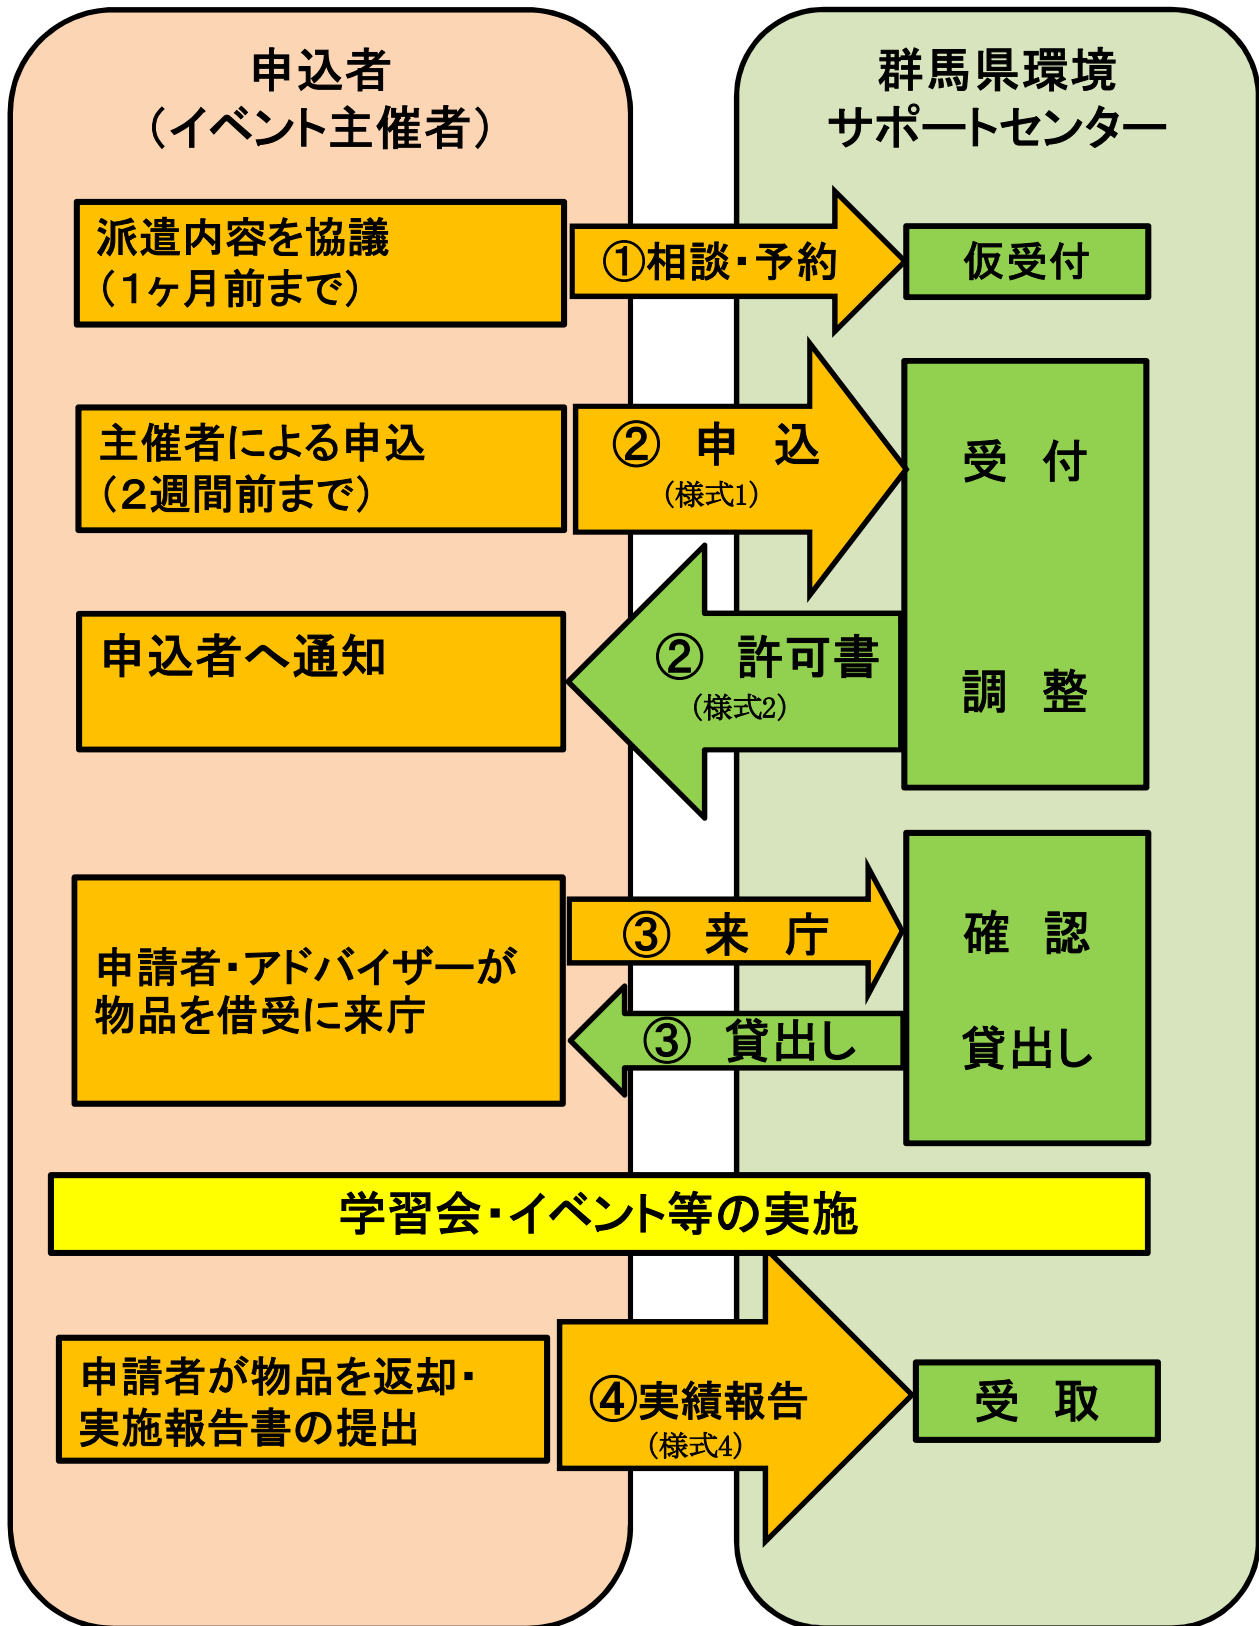 申込者
（イベント主催者）
群馬県環境
サポートセンター
派遣内容を協議
（１ヶ月前まで）
①相談・予約
仮受付
主催者による申込
（２週間前まで）
②　申　込
（様式1）
受　付
申込者へ通知
②　許可書
（様式2）
調　整
申請者・アドバイザーが
物品を借受に来庁
③　来　庁
確　認
③　貸出し
貸出し
学習会・イベント等の実施
申請者が物品を返却・
実施報告書の提出
④実績報告
（様式4）
受　取